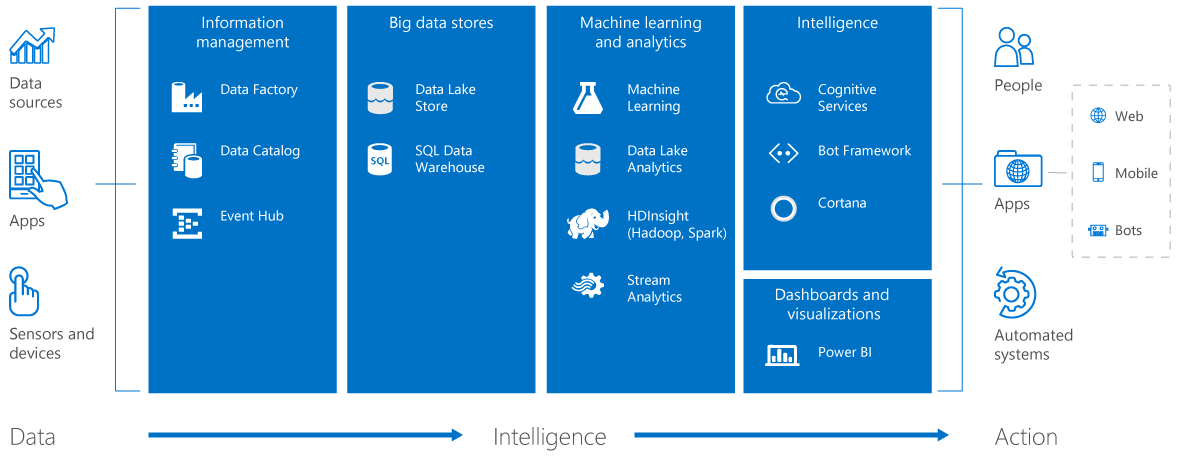 Data
sources
Apps
Sensors and
devices
Information
management
Data Factory
Data Catalog
Event Hub
Big data stores
Data Lake
Store
SQL
SQL Data
Warehouse
Machine learning
and analytics
Machine
Learning
Data Lake
Analytics
HDInsight
(Hadoop, Spark)
Stream
Analytics
Intelligence
Cognitive
Services
Bot Framework
Cortana
Dashboards and
visualizations
Power BI
People
Apps
Automated
systems
Web
Mobile
Bots
Data
Intelligence
Action